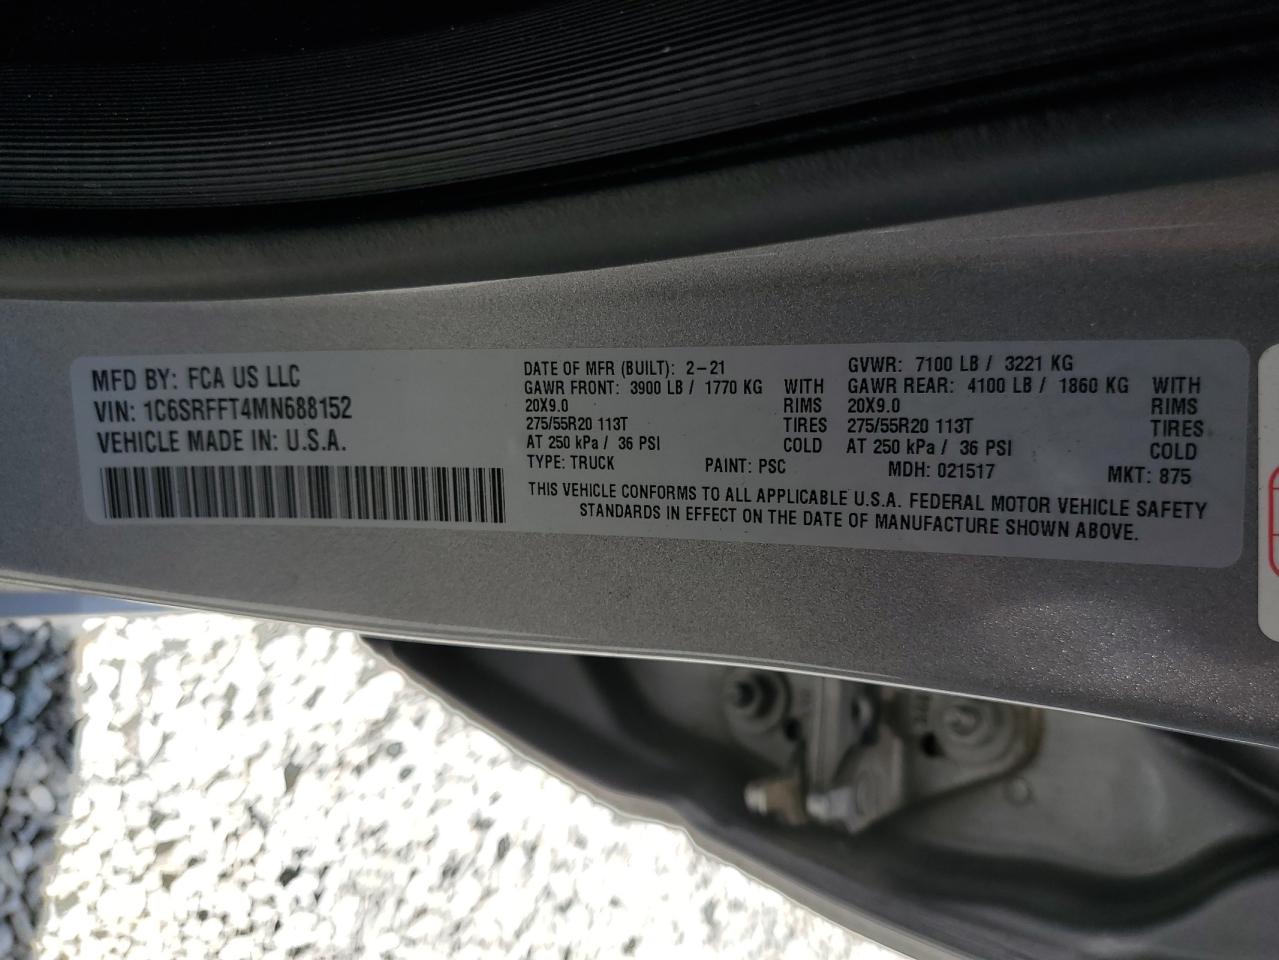 MFD BY: FCA US LLC
VIN: 1C6SRFFT4MN688152
VEHICLE MADE IN: U.S.A.
DATE OF MFR (BUILT): 2-21
GAWR FRONT: 3900 LB / 1770 KG WITH
20X9.0 RIMS
275/55R20 113T TIRES
AT 250 kPa / 36 PSI COLD
GVWR: 7100 LB / 3221 KG
GAWR REAR: 4100 LB / 1860 KG WITH
20X9.0 RIMS
275/55R20 113T TIRES
AT 250 kPa / 36 PSI COLD
TYPE: TRUCK PAINT: PSC MDH: 021517 MKT: 875
THIS VEHICLE CONFORMS TO ALL APPLICABLE U.S.A. FEDERAL MOTOR VEHICLE SAFETY
STANDARDS IN EFFECT ON THE DATE OF MANUFACTURE SHOWN ABOVE.